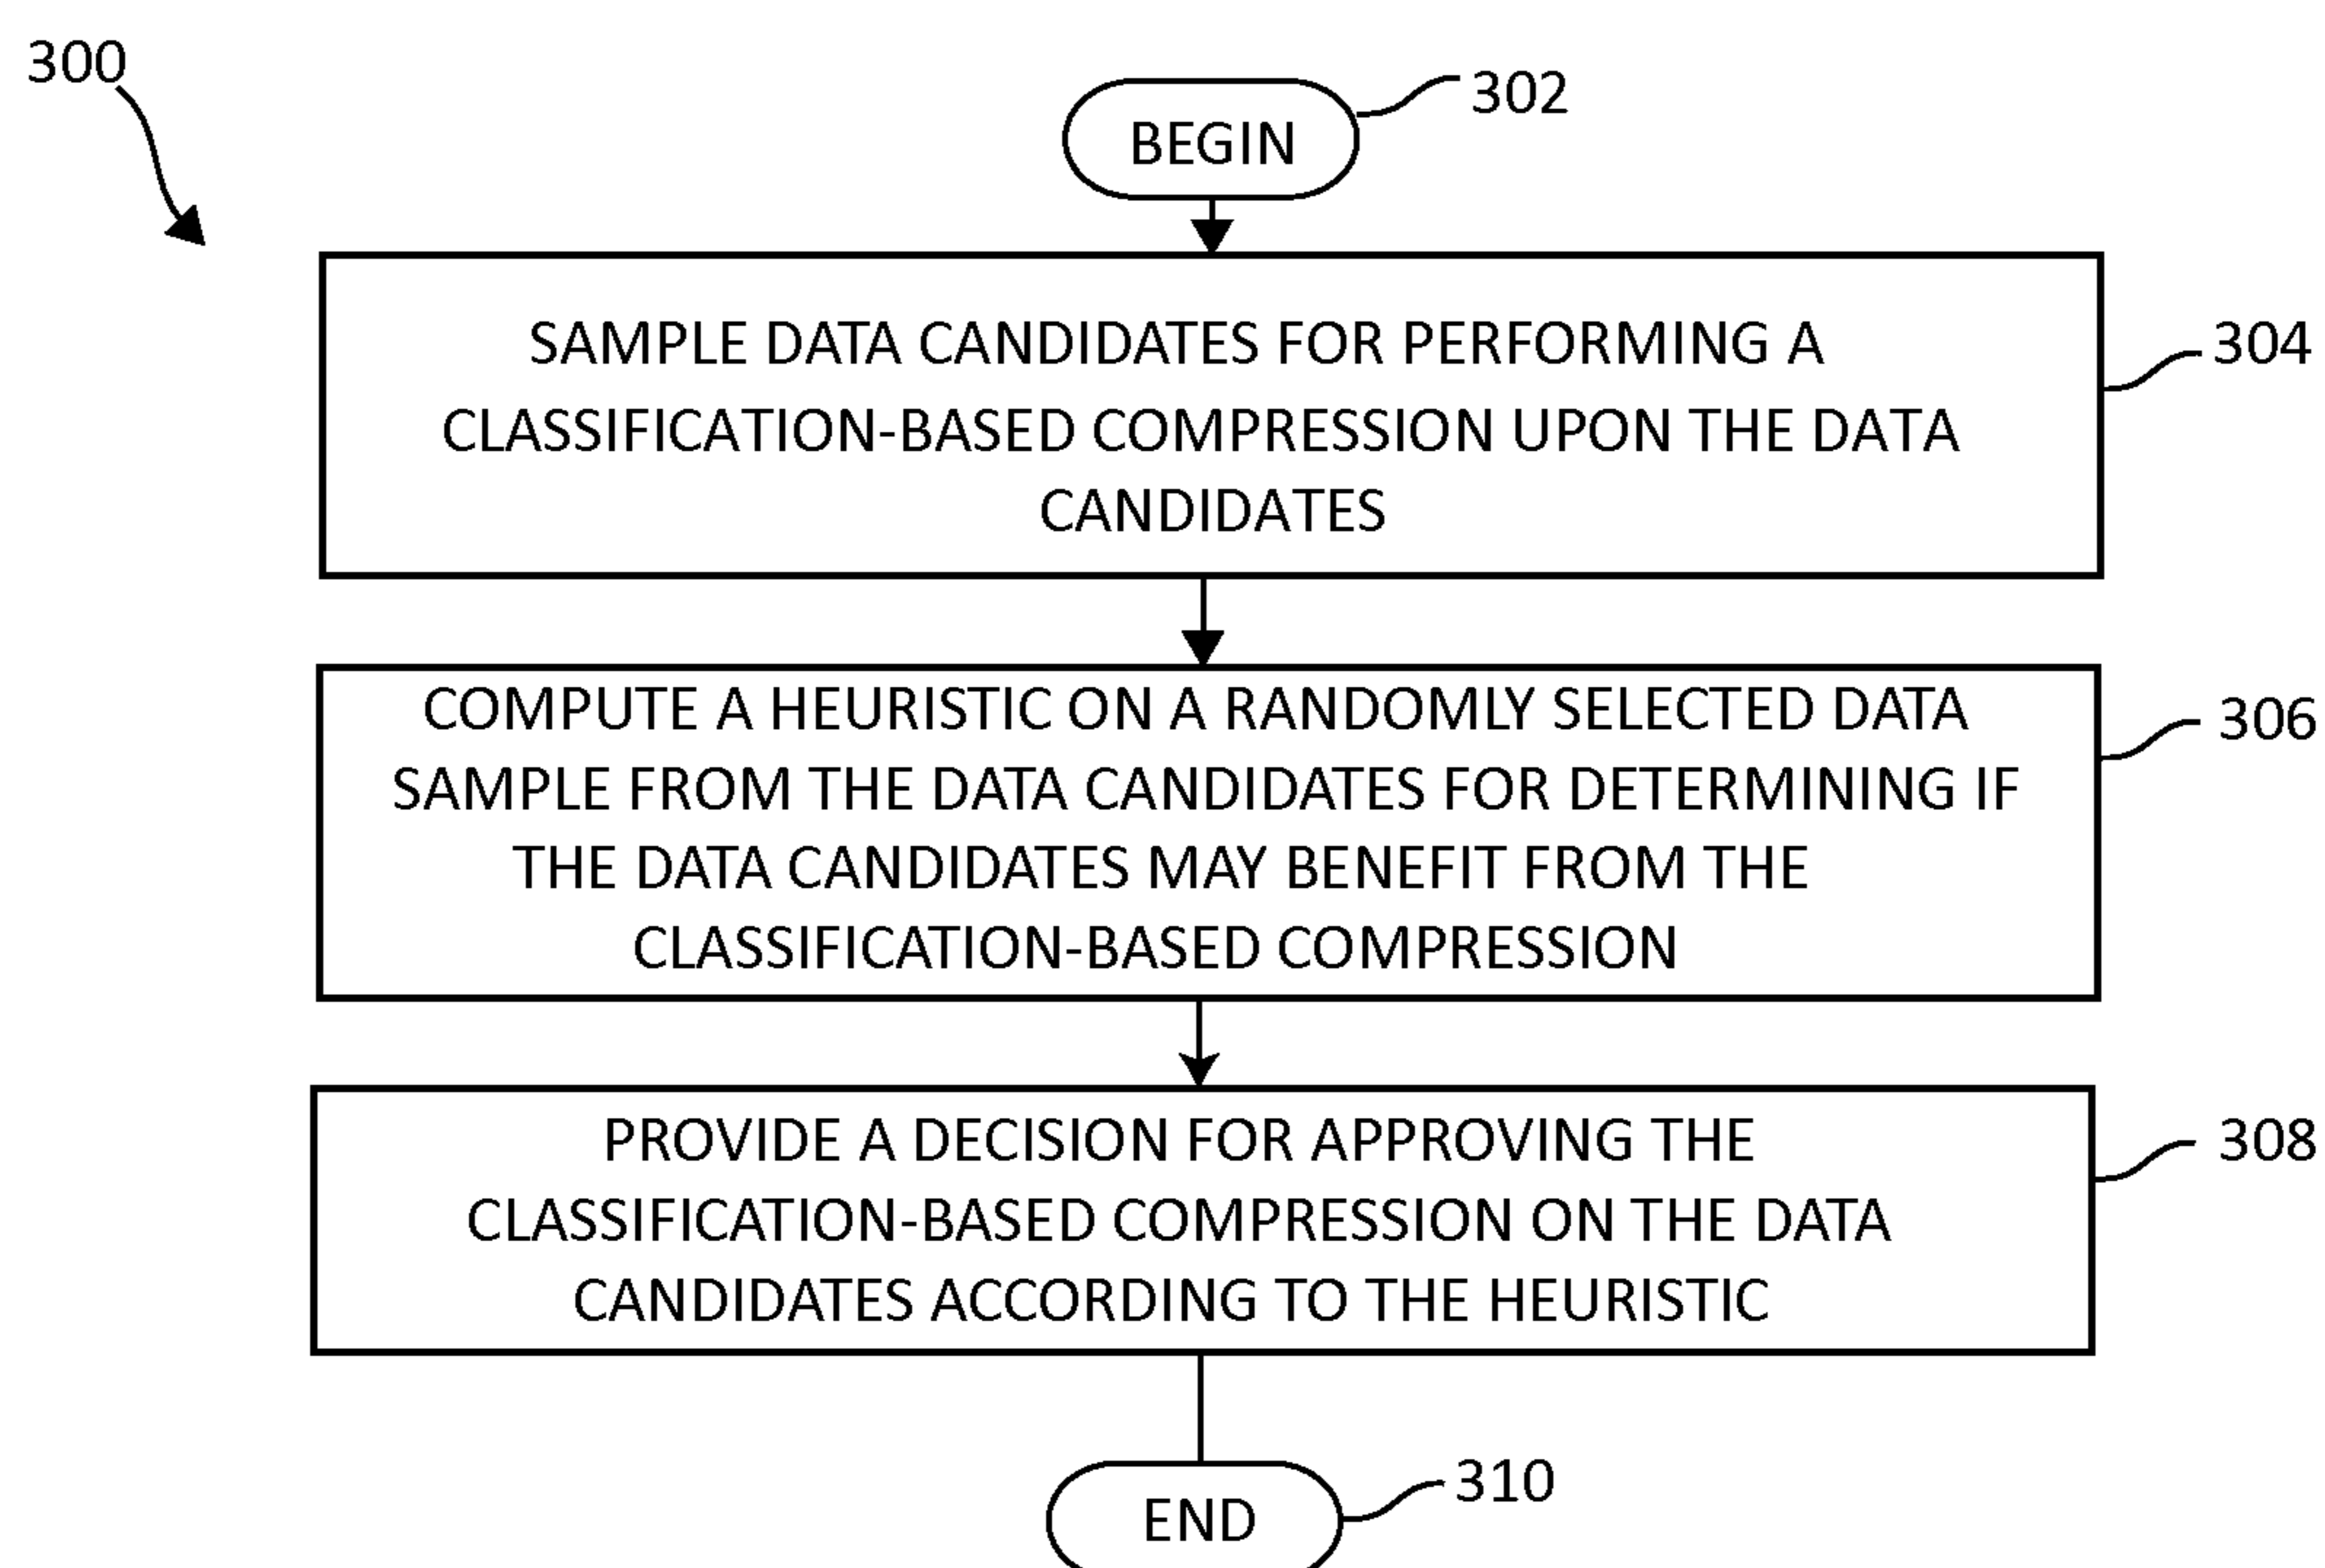 300
BEGIN
302
SAMPLE DATA CANDIDATES FOR PERFORMING A
CLASSIFICATION-BASED COMPRESSION UPON THE DATA
CANDIDATES
304
COMPUTE A HEURISTIC ON A RANDOMLY SELECTED DATA
SAMPLE FROM THE DATA CANDIDATES FOR DETERMINING IF
THE DATA CANDIDATES MAY BENEFIT FROM THE
CLASSIFICATION-BASED COMPRESSION
306
PROVIDE A DECISION FOR APPROVING THE
CLASSIFICATION-BASED COMPRESSION ON THE DATA
CANDIDATES ACCORDING TO THE HEURISTIC
308
END
310